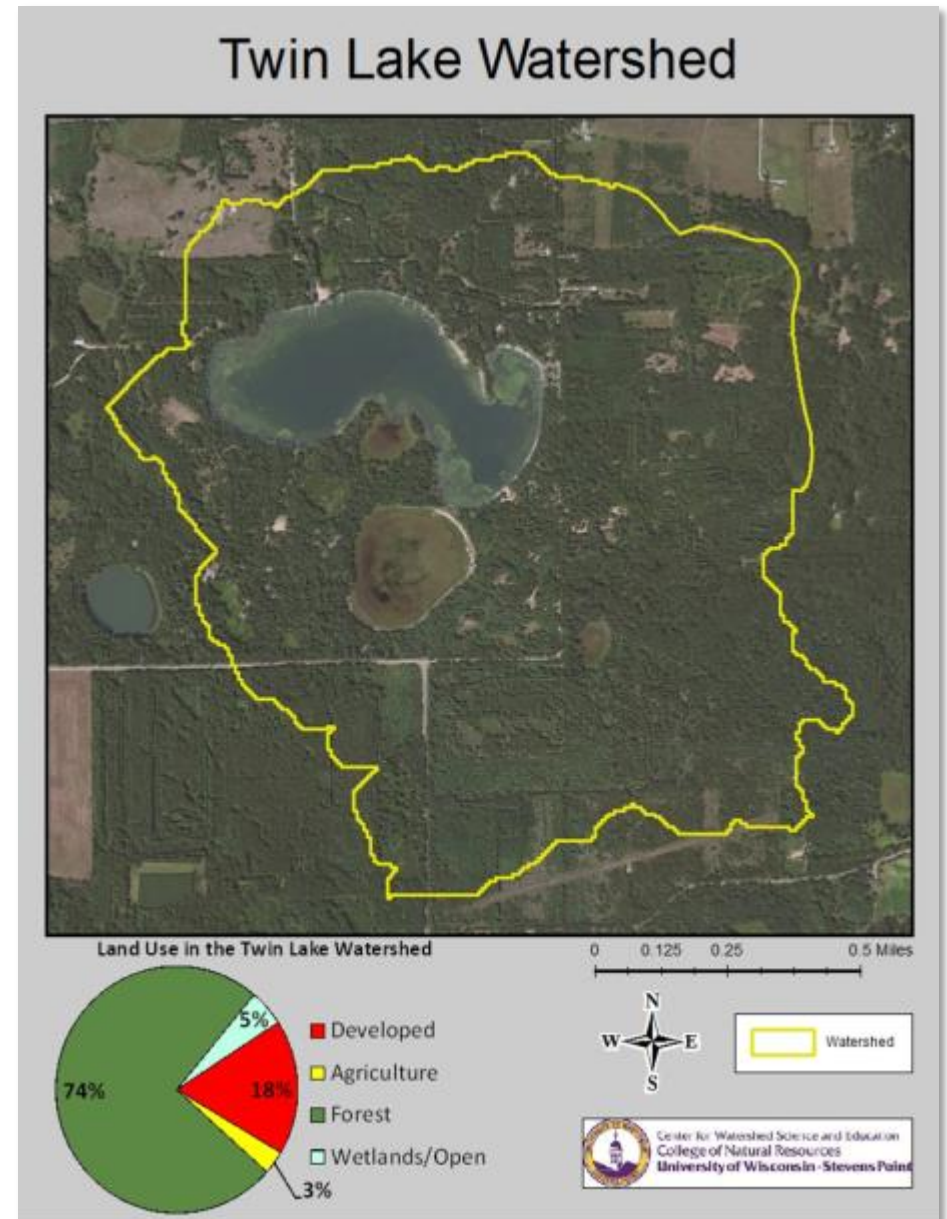 Twin Lake Watershed
Land Use in the Twin Lake Watershed
0 0.125 0.25 0.5 Miles
5%
18%
74%
3%
Developed
Agriculture
Forest
Wetlands/Open
N
W E
S
Watershed
Center for Watershed Science and Education
College of Natural Resources
University of Wisconsin - Stevens Point